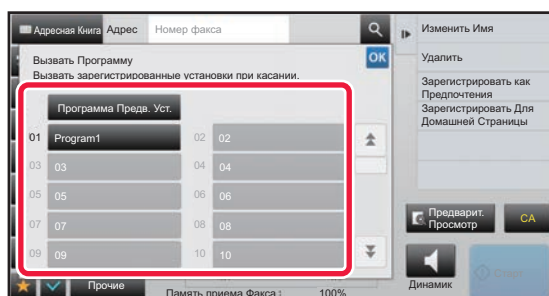 Адресная Книга Адрес Номер факса
Вызвать Программу
Вызвать зарегистрированные установки при касании.
OK
Программа Предв. Уст.
01 Program1 02 02
03 03 04 04
05 05 06 06
07 07 08 08
09 09 10 10
Прочие
Память приема Факса: 100%
Изменить Имя
Удалить
Зарегистрировать как
Предпочтения
Зарегистрировать Для
Домашней Страницы
Предварит.
Просмотр
CA
Динамик
Старт